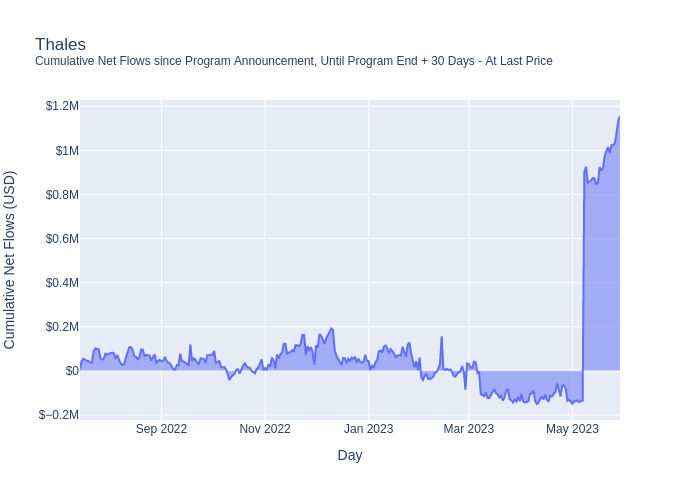 Thales
Cumulative Net Flows since Program Announcement, Until Program End + 30 Days - At Last Price
Cumulative Net Flows (USD)
$1.2M
$1M
$0.8M
$0.6M
$0.4M
$0.2M
$0
$−0.2M
Sep 2022
Nov 2022
Jan 2023
Mar 2023
May 2023
Day